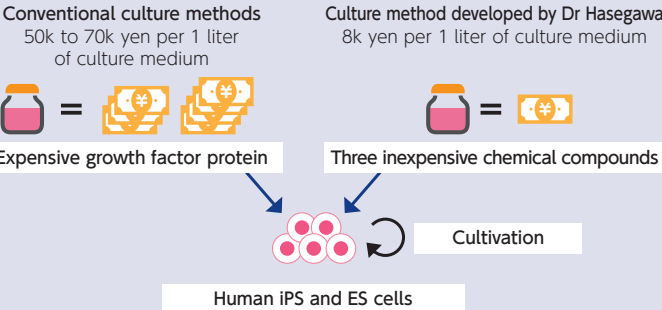 Conventional culture methods
50k to 70k yen per 1 liter
of culture medium
Culture method developed by Dr Hasegawa
8k yen per 1 liter of culture medium
=
¥
¥
=
¥
Expensive growth factor protein
Three inexpensive chemical compounds
Cultivation
Human iPS and ES cells